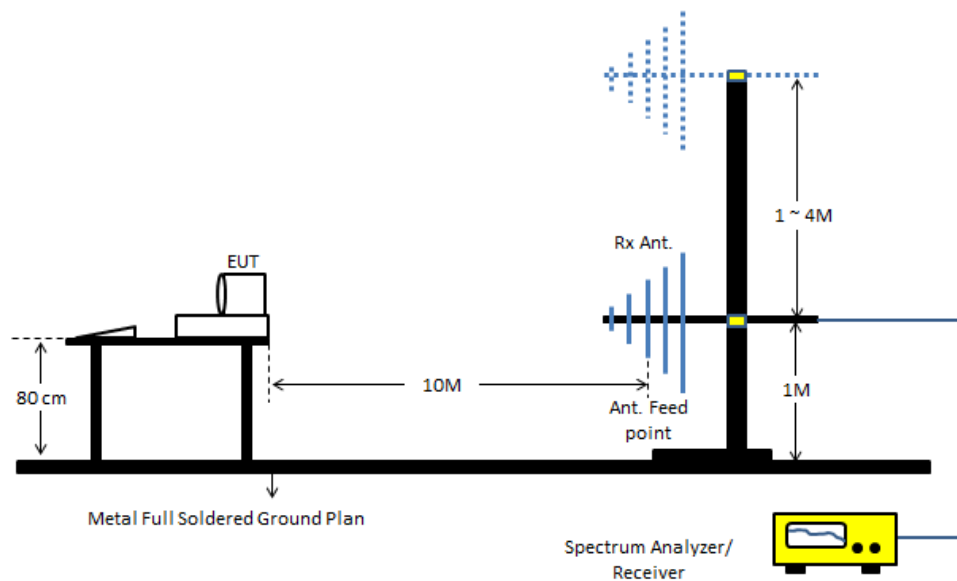 1 ~ 4M
Rx Ant.
EUT
10M
80 cm
1M
Ant. Feed
point
Metal Full Soldered Ground Plan
Spectrum Analyzer/
Receiver